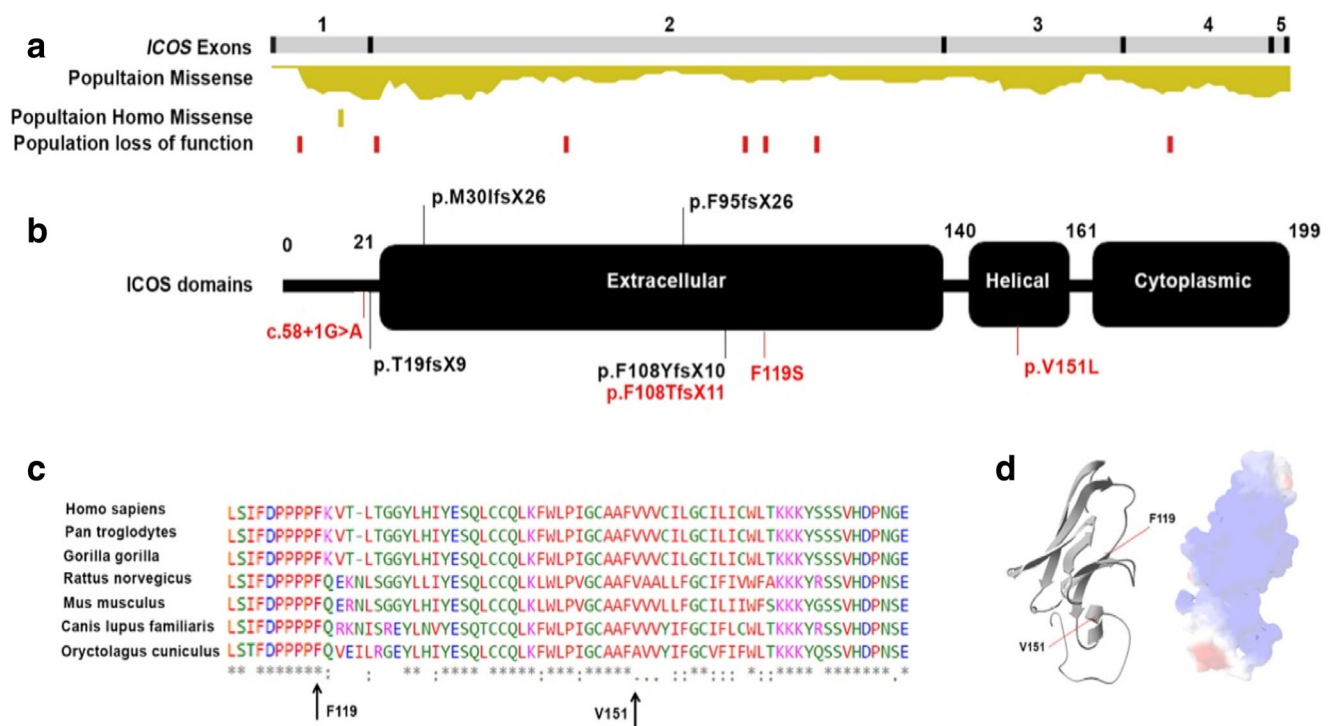 a
1 2 3 4 5
ICOS Exons
Popultaion Missense
Popultaion Homo Missense
Population loss of function
b
p.M30IfsX26 p.F95fsX26
0 21 140 161 199
ICOS domains Extracellular Helical Cytoplasmic
c.58+1G>A
p.T19fsX9
p.F108YfsX10
p.F108TfsX11
F119S
p.V151L
c
Homo sapiens LSIFDPPPPFKVT-LTGGYLHIYESQLCCQLKFWLPIGCAAFVVVCILGCILICWLTKKKYSSSVHDPNGE
Pan troglodytes LSIFDPPPPFKVT-LTGGYLHIYESQLCCQLKFWLPIGCAAFVVVCILGCILICWLTKKKYSSSVHDPNGE
Gorilla gorilla LSIFDPPPPFKVT-LTGGYLHIYESQLCCQLKFWLPIGCAAFVVVCILGCILICWLTKKKYSSSVHDPNGE
Rattus norvegicus LSIFDPPPPFQEKNLSGGYLLIYESQLCCQLKLWLPVGCAAFVAALLFGCIFIVWFAKKKYRSSVHDPNSE
Mus musculus LSIFDPPPPFQERNLSGGYLHIYESQLCCQLKLWLPVGCAAFVVVLLFGCILIIWFSKKKYGSSVHDPNSE
Canis lupus familiaris LSIFDPPPPFQRKNISREYLNVYESQTCCQLKFWLPIGCAAFVVVYIFGCIFLCWLTKKKYRSSVHDPNSE
Oryctolagus cuniculus LSTFDPPPPFQVEILRGEYLHIYESQLCCQLKFWLPIGCAAFAVVYIFGCVFIFWLTKKKYQSSVHDPNSE
F119 V151
d
F119
V151